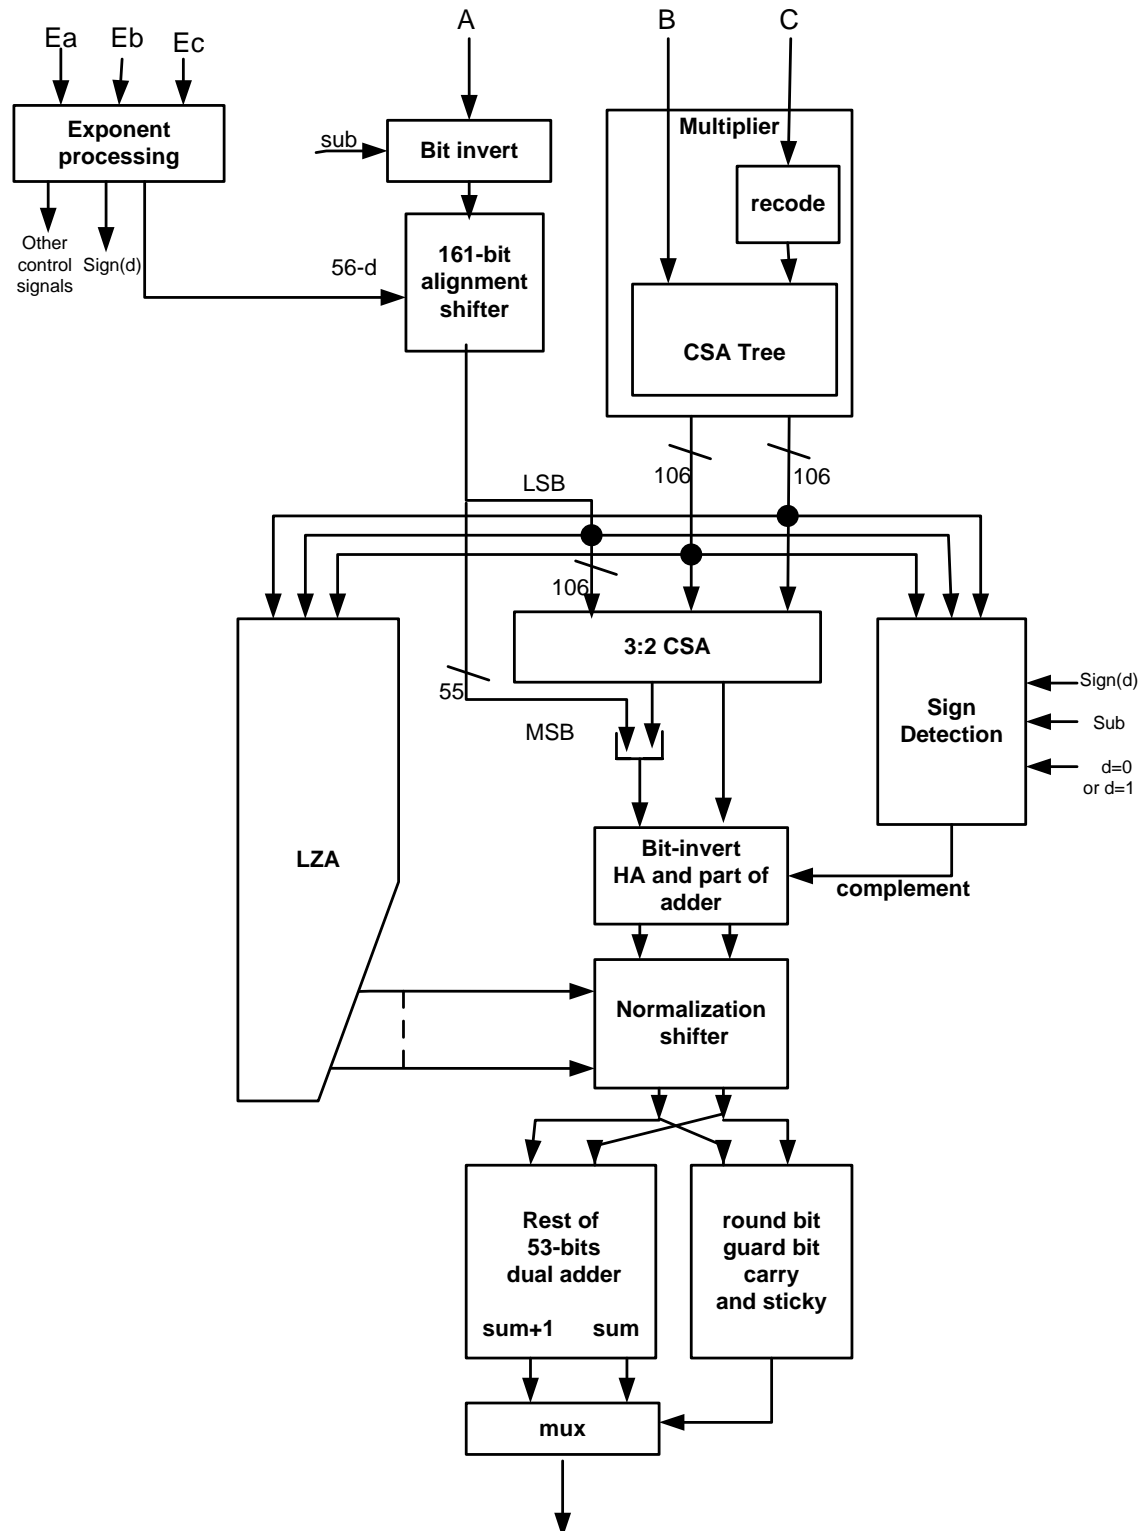 A
B
C
Ea
Eb
Ec
Exponent
processing
sub
Bit invert
Multiplier
recode
Other
control
signals
Sign(d)
56-d
161-bit
alignment
shifter
CSA Tree
LSB
106
106
106
3:2 CSA
55
MSB
Sign
Detection
Sign(d)
Sub
d=0
or d=1
LZA
Bit-invert
HA and part of
adder
complement
Normalization
shifter
Rest of
53-bits
dual adder
sum+1
sum
round bit
guard bit
carry
and sticky
mux